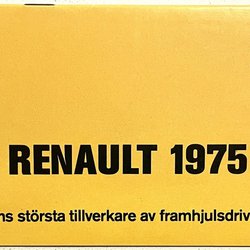 RENAULT 1975
ns största tillverkare av framhjulsdriv